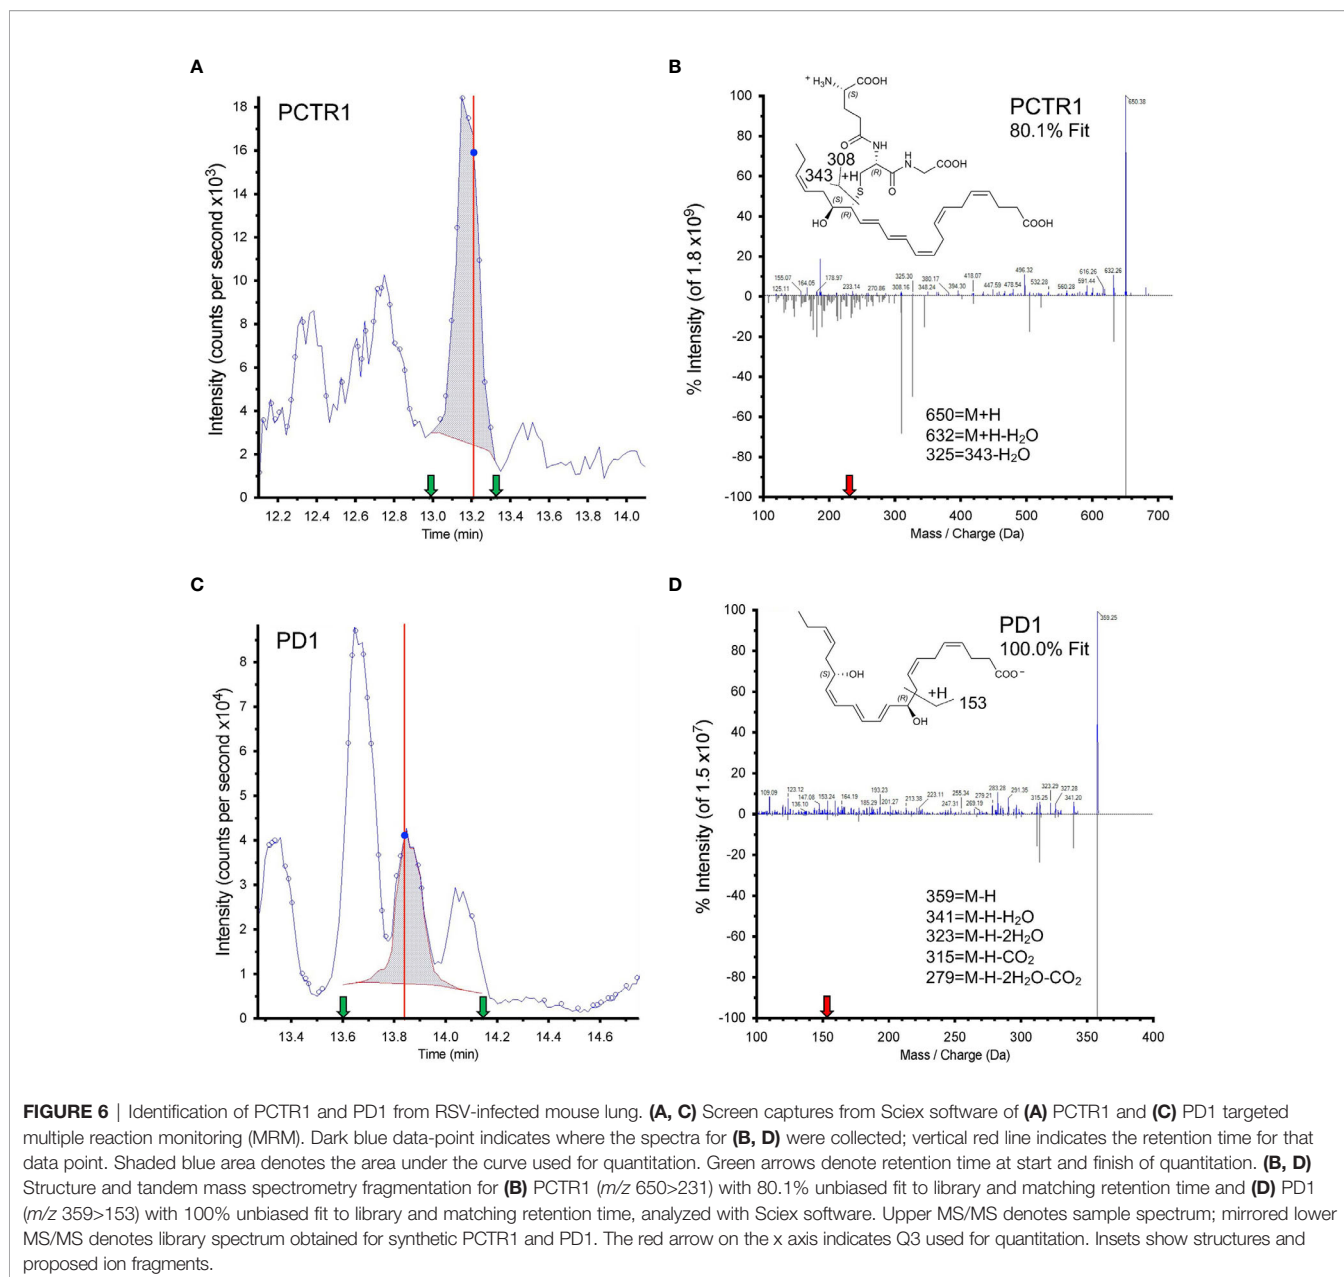 A
PCTR1
Intensity (counts per second x10³)
18
16
14
12
10
8
6
4
2
0
12.2 12.4 12.6 12.8 13.0 13.2 13.4 13.6 13.8 14.0
Time (min)
B
PCTR1
80.1% Fit
% Intensity (of 1.8 x10⁹)
100
80
60
40
20
0
-20
-40
-60
-80
-100
+ H₃N
COOH
(S)
O
NH
H
N
COOH
(R)
O
308
343 +H
S
(S)
(R)
HO
COOH
650.38
155.07
125.11
164.05
178.97
233.14
270.86
325.30
308.16
348.24
380.17
394.30
418.07
447.59
478.54
496.32
532.28
560.28
591.44
616.26
632.26
650=M+H
632=M+H-H₂O
325=343-H₂O
100 200 300 400 500 600 700
Mass / Charge (Da)
C
PD1
Intensity (counts per second x10⁴)
8
7
6
5
4
3
2
1
0
13.4 13.6 13.8 14.0 14.2 14.4 14.6
Time (min)
D
PD1
100.0% Fit
% Intensity (of 1.5 x10⁷)
100
80
60
40
20
0
-20
-40
-60
-80
-100
(S)
OH
COO⁻
+H
153
(R)
OH
359.25
109.09
123.12
136.10
147.08
153.24
164.19
185.29
193.23
201.27
213.38
223.11
247.31
255.34
269.19
279.21
283.28
291.35
315.25
323.29
327.28
341.20
359=M-H
341=M-H-H₂O
323=M-H-2H₂O
315=M-H-CO₂
279=M-H-2H₂O-CO₂
100 150 200 250 300 350 400
Mass / Charge (Da)
FIGURE 6 | Identification of PCTR1 and PD1 from RSV-infected mouse lung. (A, C) Screen captures from Sciex software of (A) PCTR1 and (C) PD1 targeted
multiple reaction monitoring (MRM). Dark blue data-point indicates where the spectra for (B, D) were collected; vertical red line indicates the retention time for that
data point. Shaded blue area denotes the area under the curve used for quantitation. Green arrows denote retention time at start and finish of quantitation. (B, D)
Structure and tandem mass spectrometry fragmentation for (B) PCTR1 (m/z 650>231) with 80.1% unbiased fit to library and matching retention time and (D) PD1
(m/z 359>153) with 100% unbiased fit to library and matching retention time, analyzed with Sciex software. Upper MS/MS denotes sample spectrum; mirrored lower
MS/MS denotes library spectrum obtained for synthetic PCTR1 and PD1. The red arrow on the x axis indicates Q3 used for quantitation. Insets show structures and
proposed ion fragments.